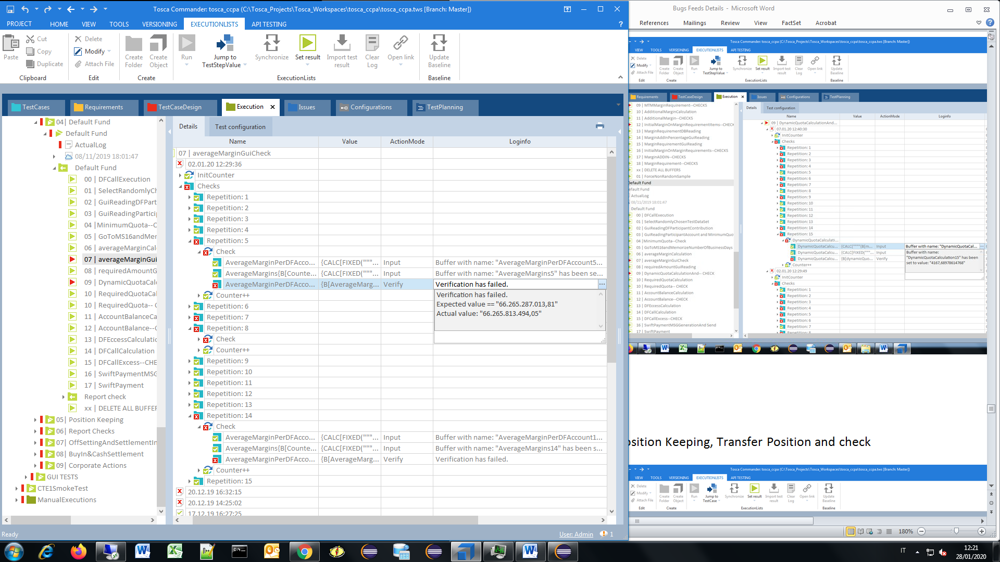 Tosca Commander: tosca_ccpa (C:\Tosca_Projects\Tosca_Workspaces\tosca_ccpa\tosca_ccpa.tws [Branch: Master])
PROJECT HOME VIEW TOOLS VERSIONING EXECUTIONLISTS API TESTING
Paste Cut Copy Duplicate
Delete Modify Attach File
Create Folder Create Object
Run Jump to TestStepValue Synchronize Set result Import test result Clear Log Open link
Update Baseline
Clipboard Edit Create ExecutionLists Baseline
TestCases Requirements TestCaseDesign Execution Issues Configurations TestPlanning
04| Default Fund
Default Fund
ActualLog
08/11/2019 18:01:47
Default Fund
00 | DFCallExecution
01 | SelectRandomlyCh
02 | GuiReadingDFPart
03 | GuiReadingPartici
04 |MinimumQuota--C
05 | GoToMS16andMer
06 | averageMarginCal
07 | averageMarginGui
08 | requiredAmountG
09 | DynamicQuotaCal
10 | RequiredQuotaCal
10 | RequiredQuota-- C
11 | AccountBalanceCa
12 | AccountBalance--C
13 | DFEccessCalculatic
14 | DFCallCalculation
15 | DFCallExcess--CHE
16 | SwiftPaymentMSG
17 | SwiftPayment
Report check
xx | DELETE ALL BUFFER
05| Position Keeping
06| Report Checks
07| OffSettingAndSettlementIn
08| BuyIn&CashSettlement
09| Corporate Actions
GUI TESTS
CTE1SmokeTest
ManualExecutions
Details Test configuration
Name Value ActionMode Loginfo
07 | averageMarginGuiCheck
02.01.20 12:29:36
InitCounter
Checks
Repetition: 1
Repetition: 2
Repetition: 3
Repetition: 4
Repetition: 5
Check
AverageMarginPerDFAcco... {CALC[FIXED("""... Input Buffer with name: "AverageMarginPerDFAccount5...
AverageMargins{B[Counte... {CALC[FIXED("""... Input Buffer with name: "AverageMargins5" has been se...
AverageMarginPerDFAcco... {B[AverageMarg... Verify Verification has failed. ...
Counter++
Verification has failed.
Expected value == "66.265.287.013,81"
Actual value: "66.265.813.494,05"
Repetition: 6
Repetition: 7
Repetition: 8
Check
Counter++
Repetition: 9
Repetition: 10
Repetition: 11
Repetition: 12
Repetition: 13
Repetition: 14
Check
AverageMarginPerDFAcco... {CALC[FIXED("""... Input Buffer with name: "AverageMarginPerDFAccount1...
AverageMargins{B[Counte... {CALC[FIXED("""... Input Buffer with name: "AverageMargins14" has been s...
AverageMarginPerDFAcco... {B[AverageMarg... Verify Verification has failed.
Counter++
Repetition: 15
20.12.19 16:32:15
20.12.19 14:25:02
17.12.19 16:27:25
Ready User: Admin 1
Bugs Feeds Details - Microsoft Word
References Mailings Review View FactSet Acrobat
Tosca Commander: tosca_ccpa (C:\Tosca_Projects\Tosca_Workspaces\tosca_ccpa\tosca_ccpa.tws [Branch: Master])
VIEW TOOLS VERSIONING EXECUTIONLISTS API TESTING
Delete Modify Attach File
Create Folder Create Object
Run Jump to TestStepValue Synchronize Set result Import test result Clear Log Open link
Update Baseline
Edit Create ExecutionLists Baseline
Requirements TestCaseDesign Execution Issues Configurations TestPlanning
09 | MTMMarginRequirement--CHECKS
10 | AdditionalMarginCalculation
11 | AdditionalMargin--CHECKS
12 | InitialMarginOnMarginRequirementItems--CHECK
13 | MarginRequirementDBReading
14 | MarginAddInPercentageGuiReading
15 | MarginRequirementGuiReading
16 | InitialMarginOnMarginRequirements--CHECKS
17 | MarginADDIN--CHECKS
18 | MarginRequirement--CHECKS
xx | DELETE ALL BUFFERS
01 | ForceNonRandomSample
Default Fund
efault Fund
ActualLog
08/11/2019 18:01:47
Default Fund
00 | DFCallExecution
01 | SelectRandomlyChosenTestDataSet
02 | GuiReadingDFParticipantContribution
03 | GuiReadingParticipantAccount and MinimumQuo
04 |MinimumQuota--Check
05 | GoToMS16andMemorizeNumberOfBusinessDays
06 | averageMarginCalculation
07 | averageMarginGuiCheck
08 | requiredAmountGuiReading
09 | DynamicQuotaCalculationAnd-- CHECK
10 | RequiredQuotaCalculation
10 | RequiredQuota-- CHECK
11 | AccountBalanceCalculation
12 | AccountBalance--CHECK
13 | DFEccessCalculation
14 | DFCallCalculation
15 | DFCallExcess--CHECK
16 | SwiftPaymentMSGGenerationAnd Send
17 | SwiftPayment
Details Test configuration
Name Value ActionMode Loginfo
09 | DynamicQuotaCalculationAnd...
07.01.20 12:40:30
InitCounter
Checks
Repetition: 1
Repetition: 2
Repetition: 3
Repetition: 4
Repetition: 5
Repetition: 6
Repetition: 7
Repetition: 8
Repetition: 9
Repetition: 10
Repetition: 11
Repetition: 12
Repetition: 13
Repetition: 14
Repetition: 15
DynamicQuotaCalculati...
DynamicQuotaCalcu... {CALC[""""{B[m... Input Buffer with name: "DynamicQuotaCal... ...
DynamicQuotaCalcu... {CALC[FIXED("""... Input
DynamicQuotaCalcu... {B[dynamicQuo... Verify
Buffer with name:
"DynamicQuotaCalculation15" has been
set to value: "4167,68978614768"
Counter++
02.01.20 12:29:49
InitCounter
Checks
Repetition: 1
Repetition: 2
Repetition: 3
Repetition: 4
Repetition: 5
Repetition: 6
Repetition: 7
Repetition: 8
osition Keeping, Transfer Position and check
Tosca Commander: tosca_ccpa (C:\Tosca_Projects\Tosca_Workspaces\tosca_ccpa\tosca_ccpa.tws [Branch: Master])
VIEW TOOLS VERSIONING EXECUTIONLISTS API TESTING
Delete Modify Attach File
Create Folder Create Object
Run Jump to TestCase Synchronize Set result Import test result Clear Log Open link
Update Baseline
Edit Create ExecutionLists Baseline
180%
IT 12:21
28/01/2020